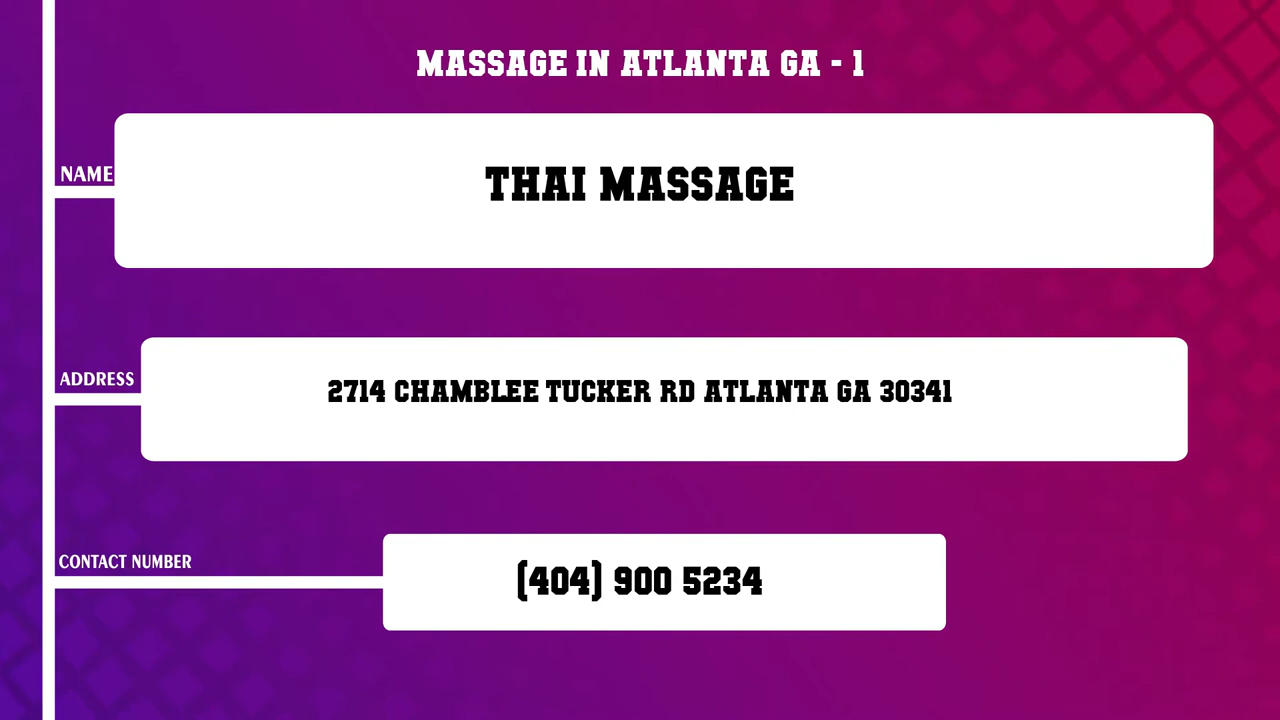 MASSAGE IN ATLANTA GA - 1
NAME
THAI MASSAGE
ADDRESS
2714 CHAMBLEE TUCKER RD ATLANTA GA 30341
CONTACT NUMBER
(404) 900 5234